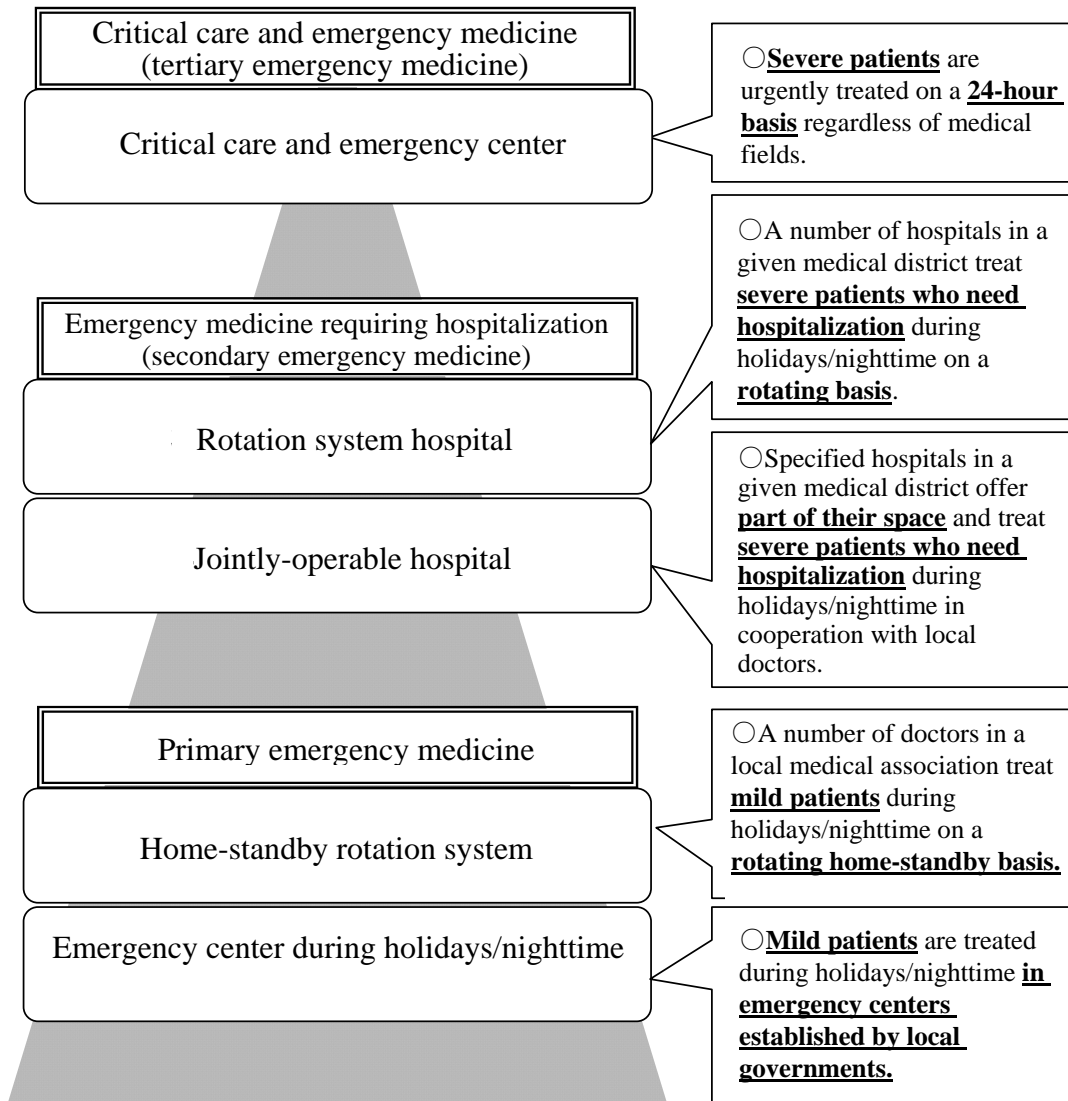 Critical care and emergency medicine
(tertiary emergency medicine)
Critical care and emergency center
○Severe patients are
urgently treated on a 24-hour
basis regardless of medical
fields.
Emergency medicine requiring hospitalization
(secondary emergency medicine)
Rotation system hospital
○A number of hospitals in a
given medical district treat
severe patients who need
hospitalization during
holidays/nighttime on a
rotating basis.
Jointly-operable hospital
○Specified hospitals in a
given medical district offer
part of their space and treat
severe patients who need
hospitalization during
holidays/nighttime in
cooperation with local
doctors.
Primary emergency medicine
Home-standby rotation system
○A number of doctors in a
local medical association treat
mild patients during
holidays/nighttime on a
rotating home-standby basis.
Emergency center during holidays/nighttime
○Mild patients are treated
during holidays/nighttime in
emergency centers
established by local
governments.